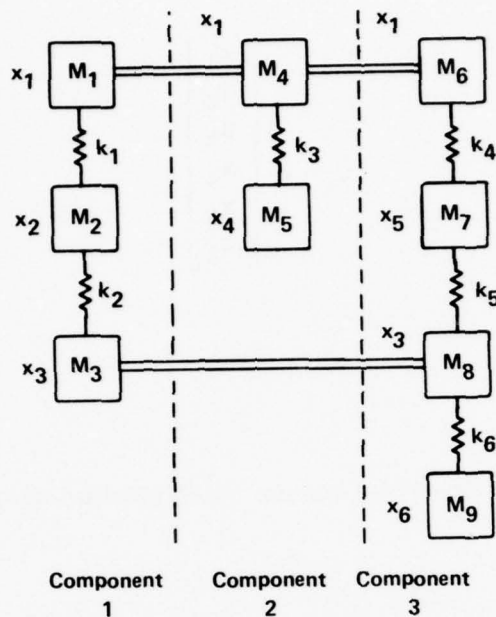 x1 x1
x1 M1 M4 M6
k1 k3 k4
x2 M2 x4 M5 x5 M7
k2 k5
x3
x3 M3 M8
k6
x6 M9
Component Component Component
1 2 3